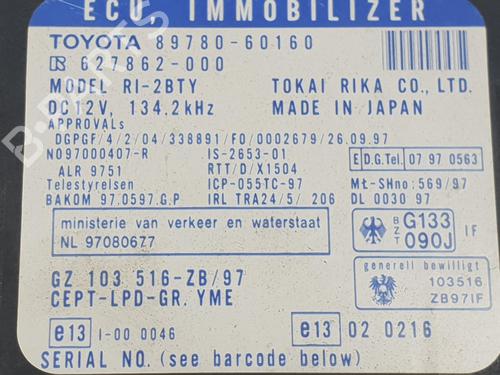 ECU IMMOBILIZER
TOYOTA 89780-60160
R 627862-000
MODEL RI-2BTY TOKAI RIKA CO., LTD.
DC12V, 134.2kHz MADE IN JAPAN
APPROVALs
DGPGF/4/2/04/338891/F0/0002679/26.09.97
N097000407-R IS-2653-01 E D.G.Tel. 07 97 0563
ALR 9751 RTT/D/X1504
Telestyreisen ICP-055TC-97 Mt-SHno:569/97
BAKOM 97.0597.G.P IRL TRA24/5/ 206 DL 0030 97
ministerie van verkeer en waterstaat
NL 97080677
BZT G133 090J IF
GZ 103 516-ZB/97
CEPT-LPD-GR. YME
generell bewilligt
103516
ZB97IF
e13 I-00 0046 e13 02 0216
SERIAL NO. (see barcode below)